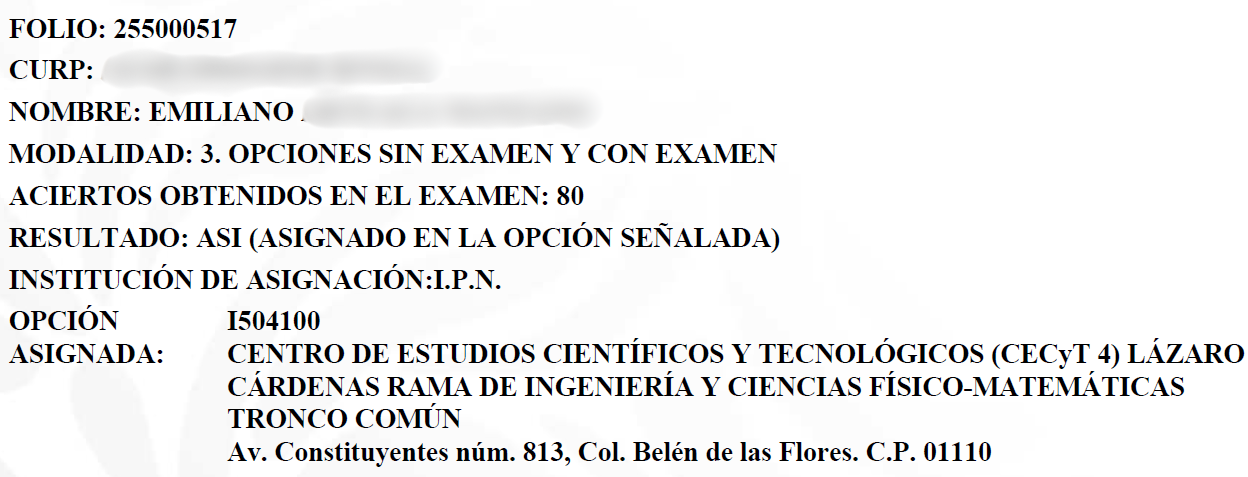 FOLIO: 255000517
CURP:
NOMBRE: EMILIANO
MODALIDAD: 3. OPCIONES SIN EXAMEN Y CON EXAMEN
ACIERTOS OBTENIDOS EN EL EXAMEN: 80
RESULTADO: ASI (ASIGNADO EN LA OPCIÓN SEÑALADA)
INSTITUCIÓN DE ASIGNACIÓN:I.P.N.
OPCIÓN I504100
ASIGNADA: CENTRO DE ESTUDIOS CIENTÍFICOS Y TECNOLÓGICOS (CECyT 4) LÁZARO
CÁRDENAS RAMA DE INGENIERÍA Y CIENCIAS FÍSICO-MATEMÁTICAS
TRONCO COMÚN
Av. Constituyentes núm. 813, Col. Belén de las Flores. C.P. 01110